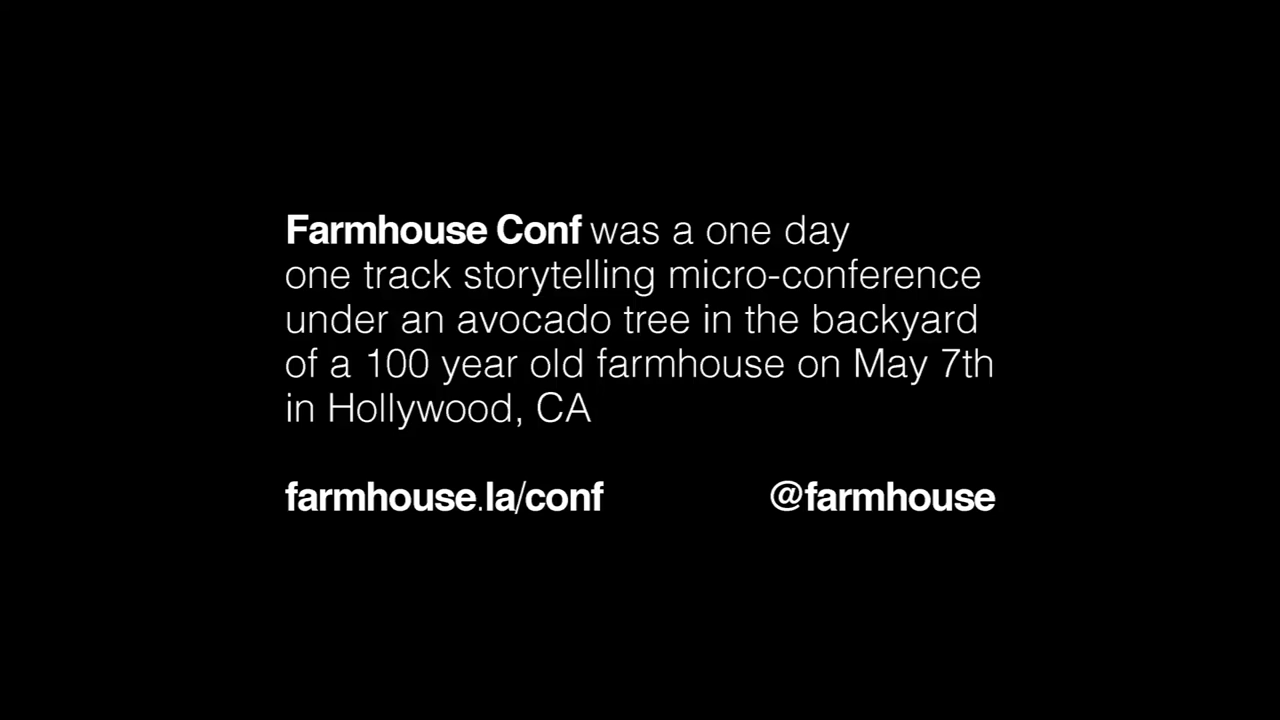 Farmhouse Conf was a one day
one track storytelling micro-conference
under an avocado tree in the backyard
of a 100 year old farmhouse on May 7th
in Hollywood, CA
farmhouse.la/conf @farmhouse